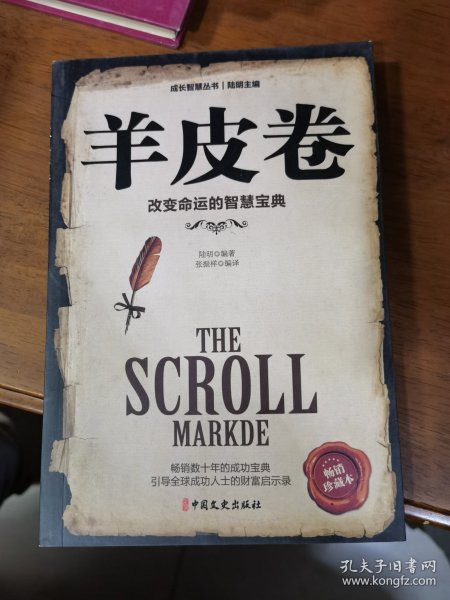 成长智慧丛书|陆明主编
羊皮卷
改变命运的智慧宝典
陆明◎编著
张振祥◎编译
THE
SCROLL
MARKDE
畅销数十年的成功宝典
引导全球成功人士的财富启示录
畅销
珍藏本
中国文史出版社
孔夫子旧书网
www.kongfz.com